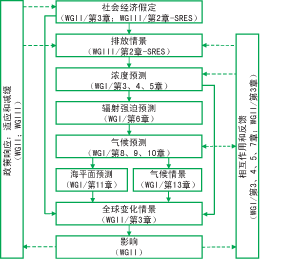 社会经济假定
(WGII/第3章；WGIII/第2章-SRES)
排放情景
(WGIII/第2章-SRES)
浓度预测
(WGI/第3、4、5章)
辐射强迫预测
(WGI/第6章)
气候预测
(WGI/第8、9、10章)
海平面预测
(WGI/第11章)
气候情景
(WGI/第13章)
全球变化情景
(WGII/第3章)
影响
(WGII)
政策响应：适应和减缓
(WGII；WGIII)
相互作用和反馈
(WGI/第3、4、5、7章；WGII/第3章)